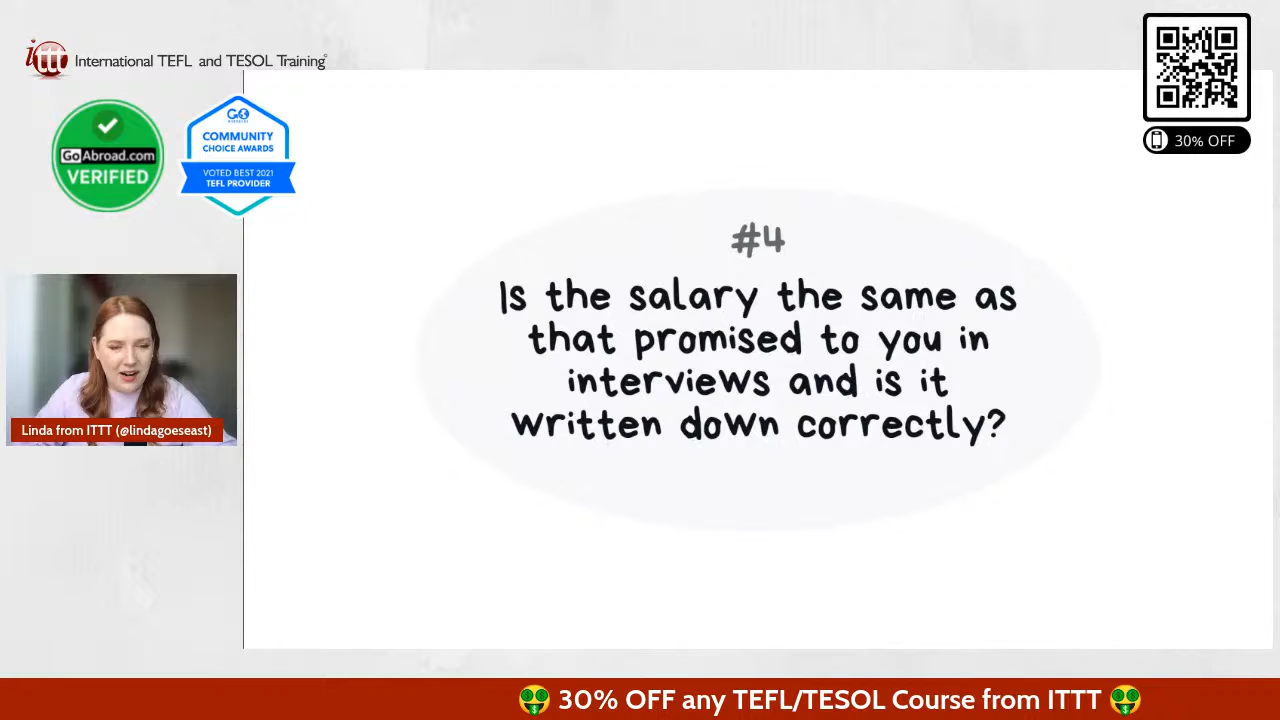 ittt International TEFL and TESOL Training
GoAbroad.com
VERIFIED
GO
COMMUNITY
CHOICE AWARDS
VOTED BEST 2021
TEFL PROVIDER
30% OFF
#4
Is the salary the same as
that promised to you in
interviews and is it
written down correctly?
Linda from ITTT (@lindagoeseast)
🤑 30% OFF any TEFL/TESOL Course from ITTT 🤑